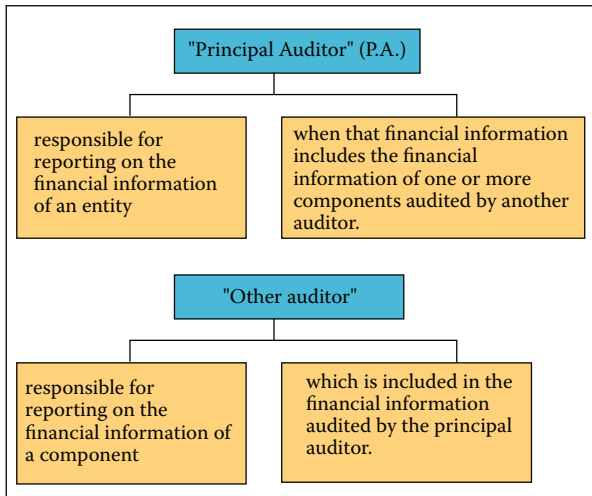 "Principal Auditor" (P.A.)
responsible for
reporting on the
financial information
of an entity
when that financial information
includes the financial
information of one or more
components audited by another
auditor.
"Other auditor"
responsible for
reporting on the
financial information of
a component
which is included in the
financial information
audited by the principal
auditor.